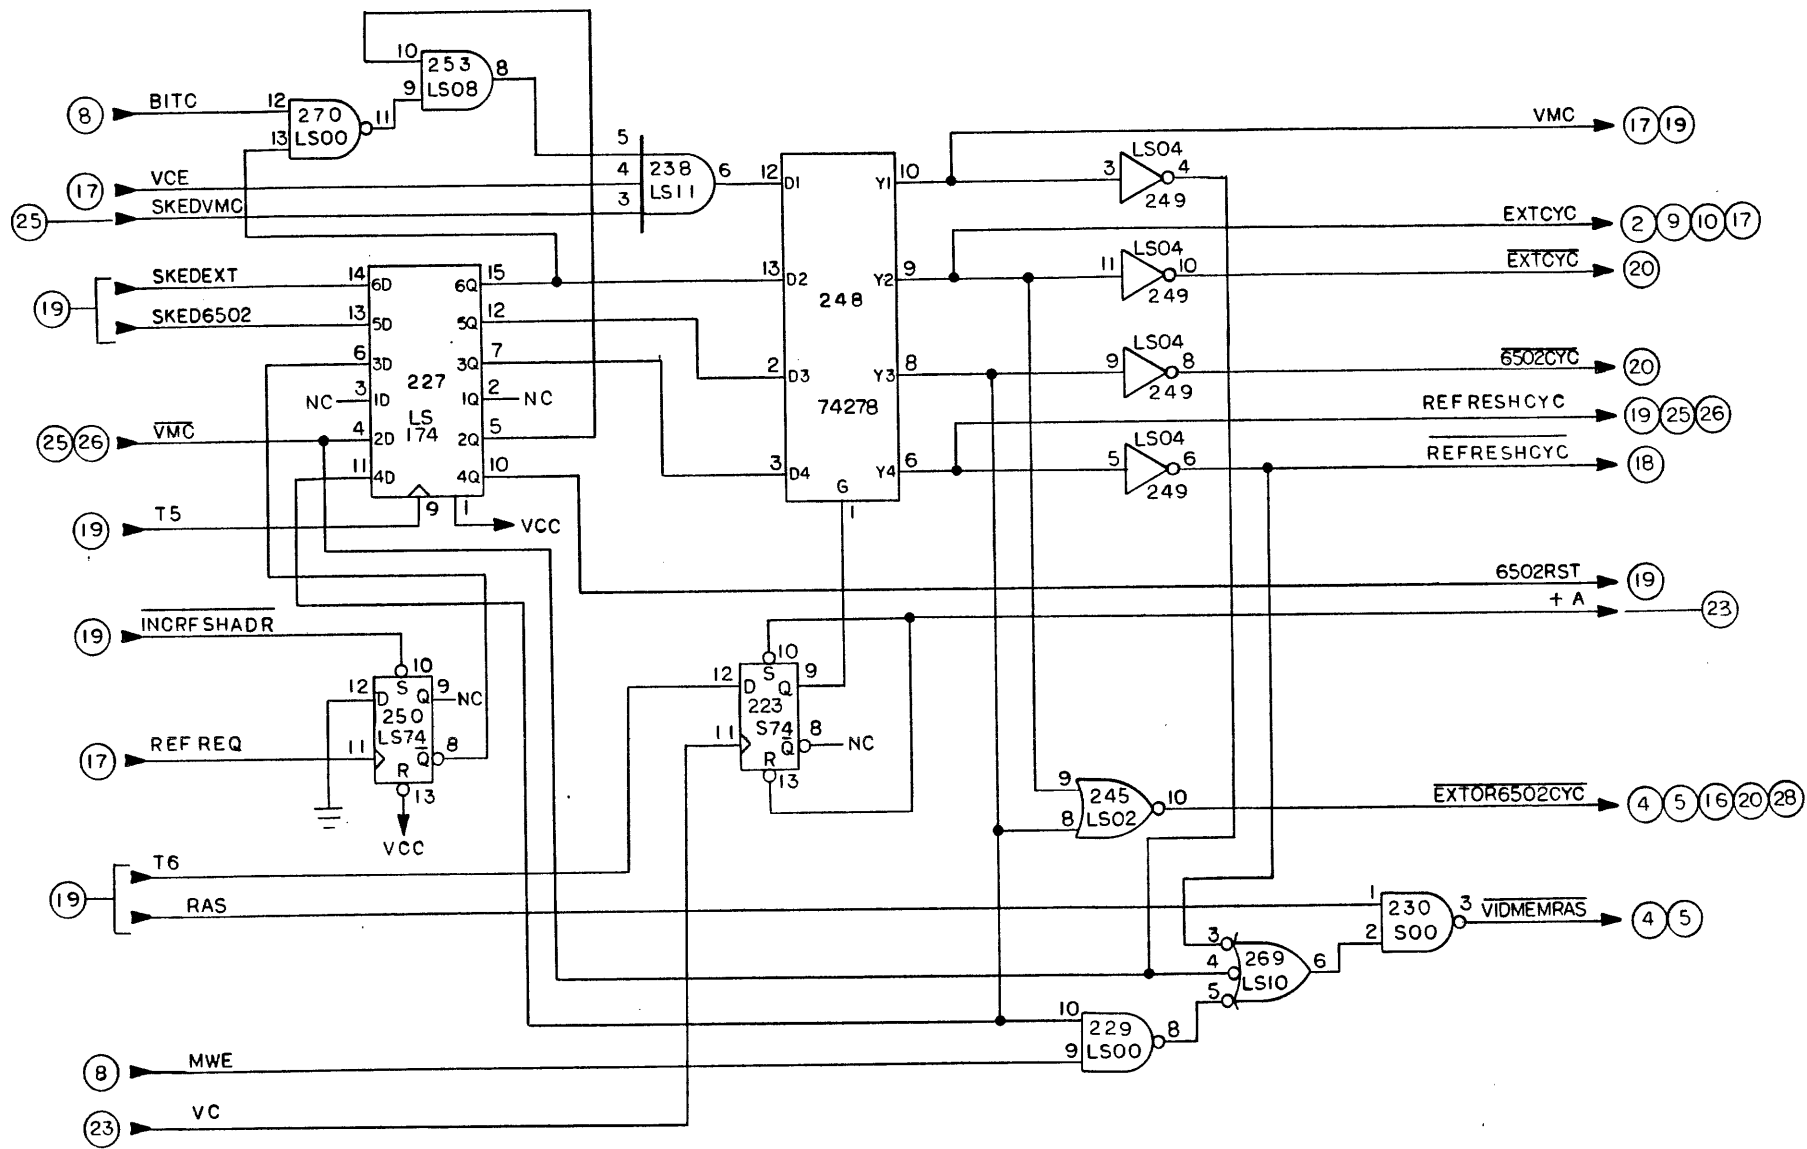 10 253 8
9 LS08
8 BITC 12 270 11
13 LS00
VMC 17 19
5 LS04
17 VCE 4 238 6 12 D1 Y1 10 3 4
LS11 249
25 SKEDVMC 3
EXTCYC 2 9 10 17
LS04
19 SKEDEXT 14 6D 6Q 15 13 D2 Y2 9 11 10 EXTCYC 20
248 249
SKED6502 13 5D 5Q 12
LS04
6 3D 3Q 7 2 D3 Y3 8 9 8 6502CYC 20
227 249
NC 3 1D 1Q 2 NC 74278
REFRESHCYC 19 25 26
LS
174
25 26 VMC 4 2D 2Q 5 LS04
11 4D 4Q 10 3 D4 Y4 6 5 6 REFRESHCYC 18
249
G
19 T5 9 1 VCC 1
6502RST 19
+ A 23
19 INCRFSHADR
10 10
12 D S Q 9 NC 12 D S Q 9
250 223
LS74 S74
17 REFREQ 11 Q 8 11 Q 8 NC
R R
13 13
VCC
9 245 10 EXTOR6502CYC 4 5 16 20 28
8 LS02
19 T6
RAS 1 230 3 VIDMEMRAS 4 5
2 S00
3
4 269 6
LS10
5
10 229 8
8 MWE 9 LS00
23 VC